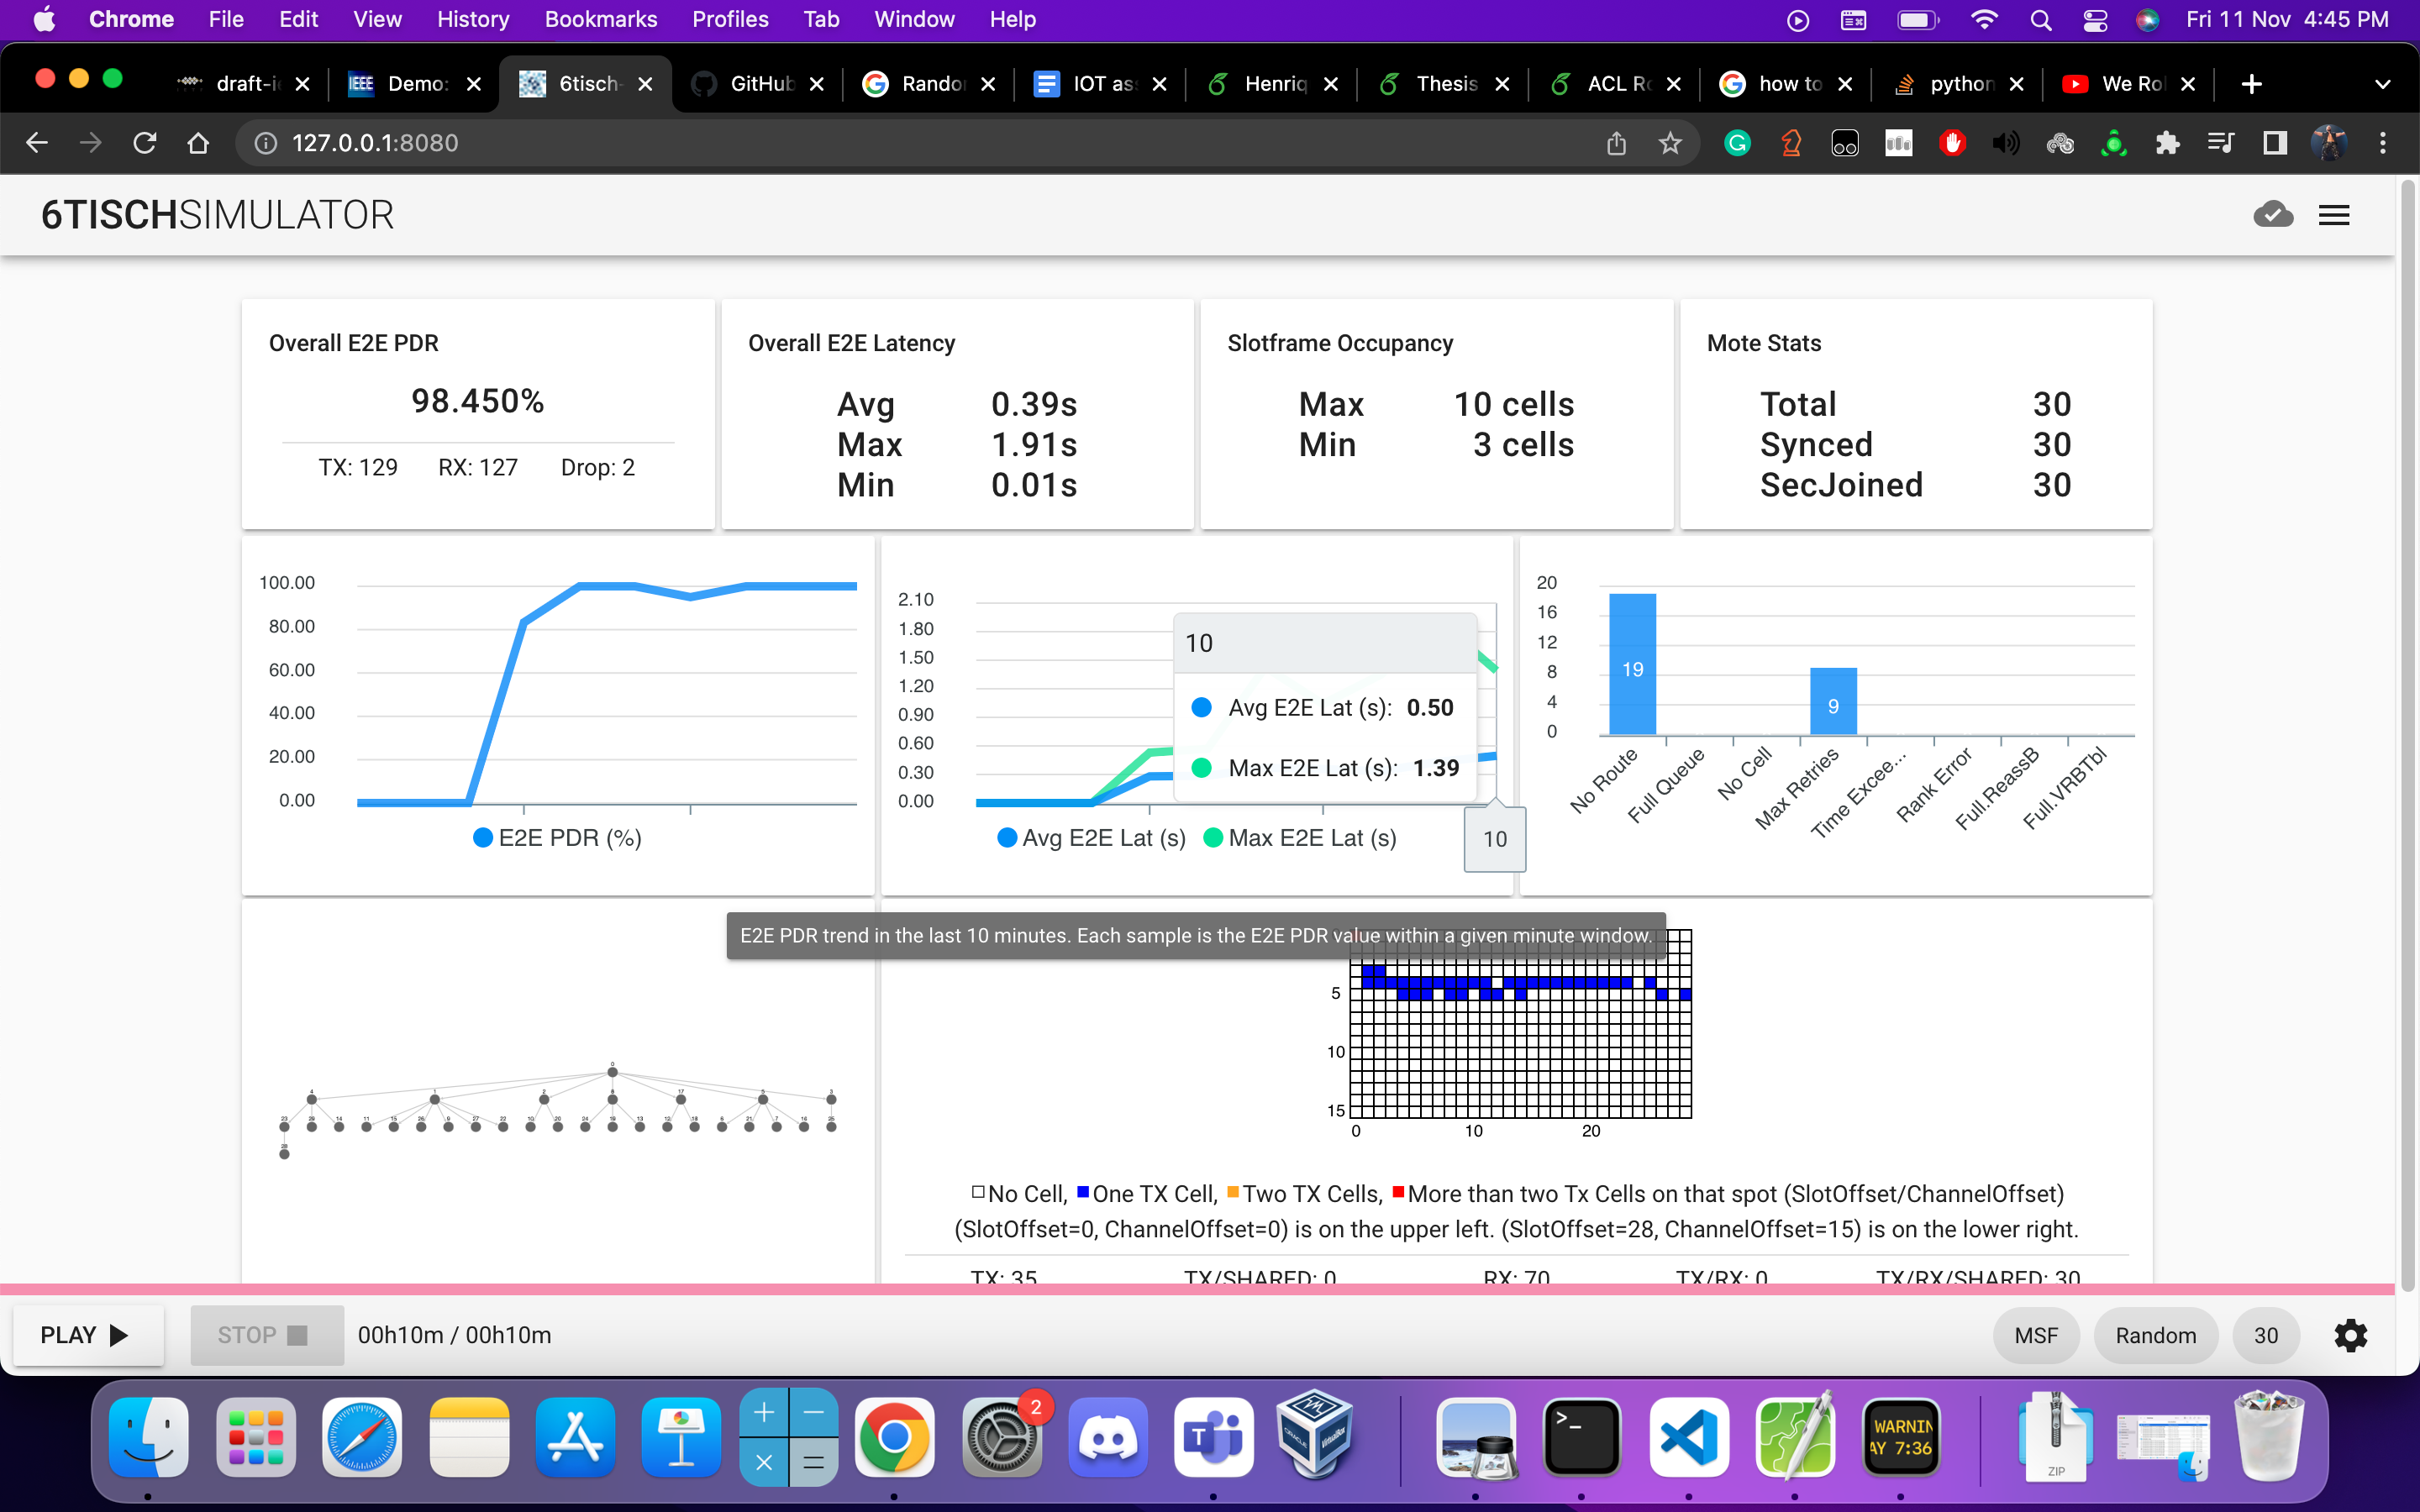 Chrome File Edit View History Bookmarks Profiles Tab Window Help Fri 11 Nov 4:45 PM
draft-i IEEE Demo: 6tisch- GitHub Rando IOT as Henriq Thesis ACL R how to python We Rol
127.0.0.1:8080
6TISCHSIMULATOR
Overall E2E PDR
98.450%
TX: 129 RX: 127 Drop: 2
Overall E2E Latency
Avg 0.39s
Max 1.91s
Min 0.01s
Slotframe Occupancy
Max 10 cells
Min 3 cells
Mote Stats
Total 30
Synced 30
SecJoined 30
100.00
80.00
60.00
40.00
20.00
0.00
E2E PDR (%)
2.10
1.80
1.50
1.20
0.90
0.60
0.30
0.00
10
Avg E2E Lat (s): 0.50
Max E2E Lat (s): 1.39
10
Avg E2E Lat (s) Max E2E Lat (s)
20
16
12
8
4
0
19
9
No Route
Full Queue
No Cell
Max Retries
Time Excee...
Rank Error
Full.ReassB
Full.VRBTbl
E2E PDR trend in the last 10 minutes. Each sample is the E2E PDR value within a given minute window.
5
10
15
0 10 20
No Cell, One TX Cell, Two TX Cells, More than two Tx Cells on that spot (SlotOffset/ChannelOffset)
(SlotOffset=0, ChannelOffset=0) is on the upper left. (SlotOffset=28, ChannelOffset=15) is on the lower right.
TX: 35 TX/SHARED: 0 RX: 70 TX/RX: 0 TX/RX/SHARED: 30
PLAY STOP 00h10m / 00h10m MSF Random 30
2
WARNIN
AY 7:36
ZIP